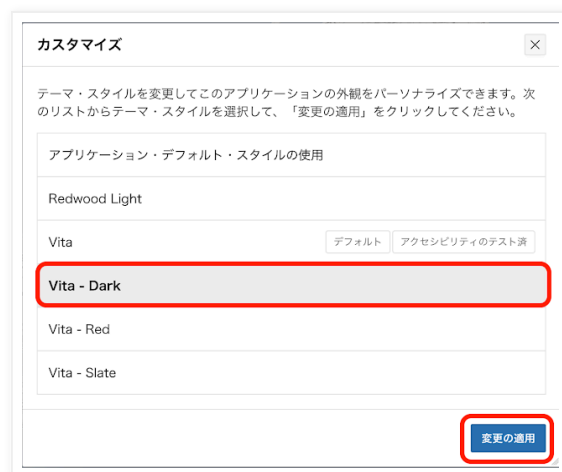 カスタマイズ
テーマ・スタイルを変更してこのアプリケーションの外観をパーソナライズできます。次
のリストからテーマ・スタイルを選択して、「変更の適用」をクリックしてください。
アプリケーション・デフォルト・スタイルの使用
Redwood Light
Vita デフォルト アクセシビリティのテスト済
Vita - Dark
Vita - Red
Vita - Slate
変更の適用